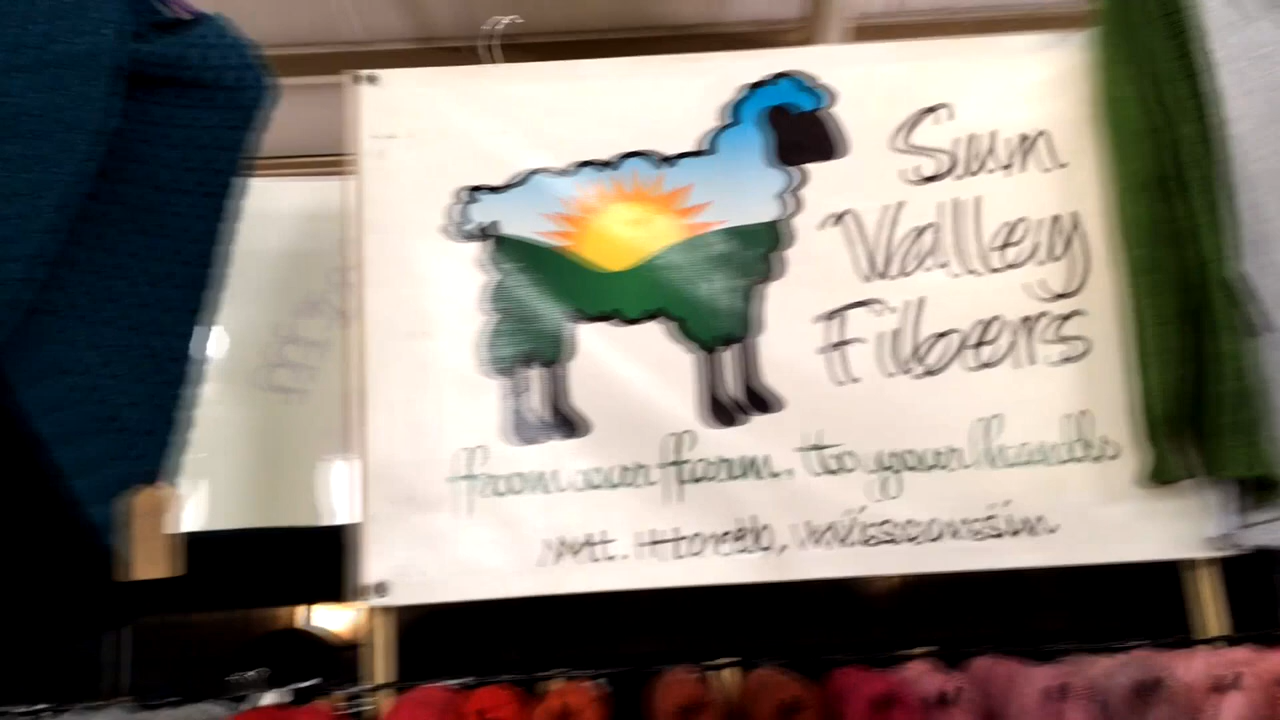 Sun
Valley
Fibers
from our farm, to your hands
Mt. Horeb, Wisconsin